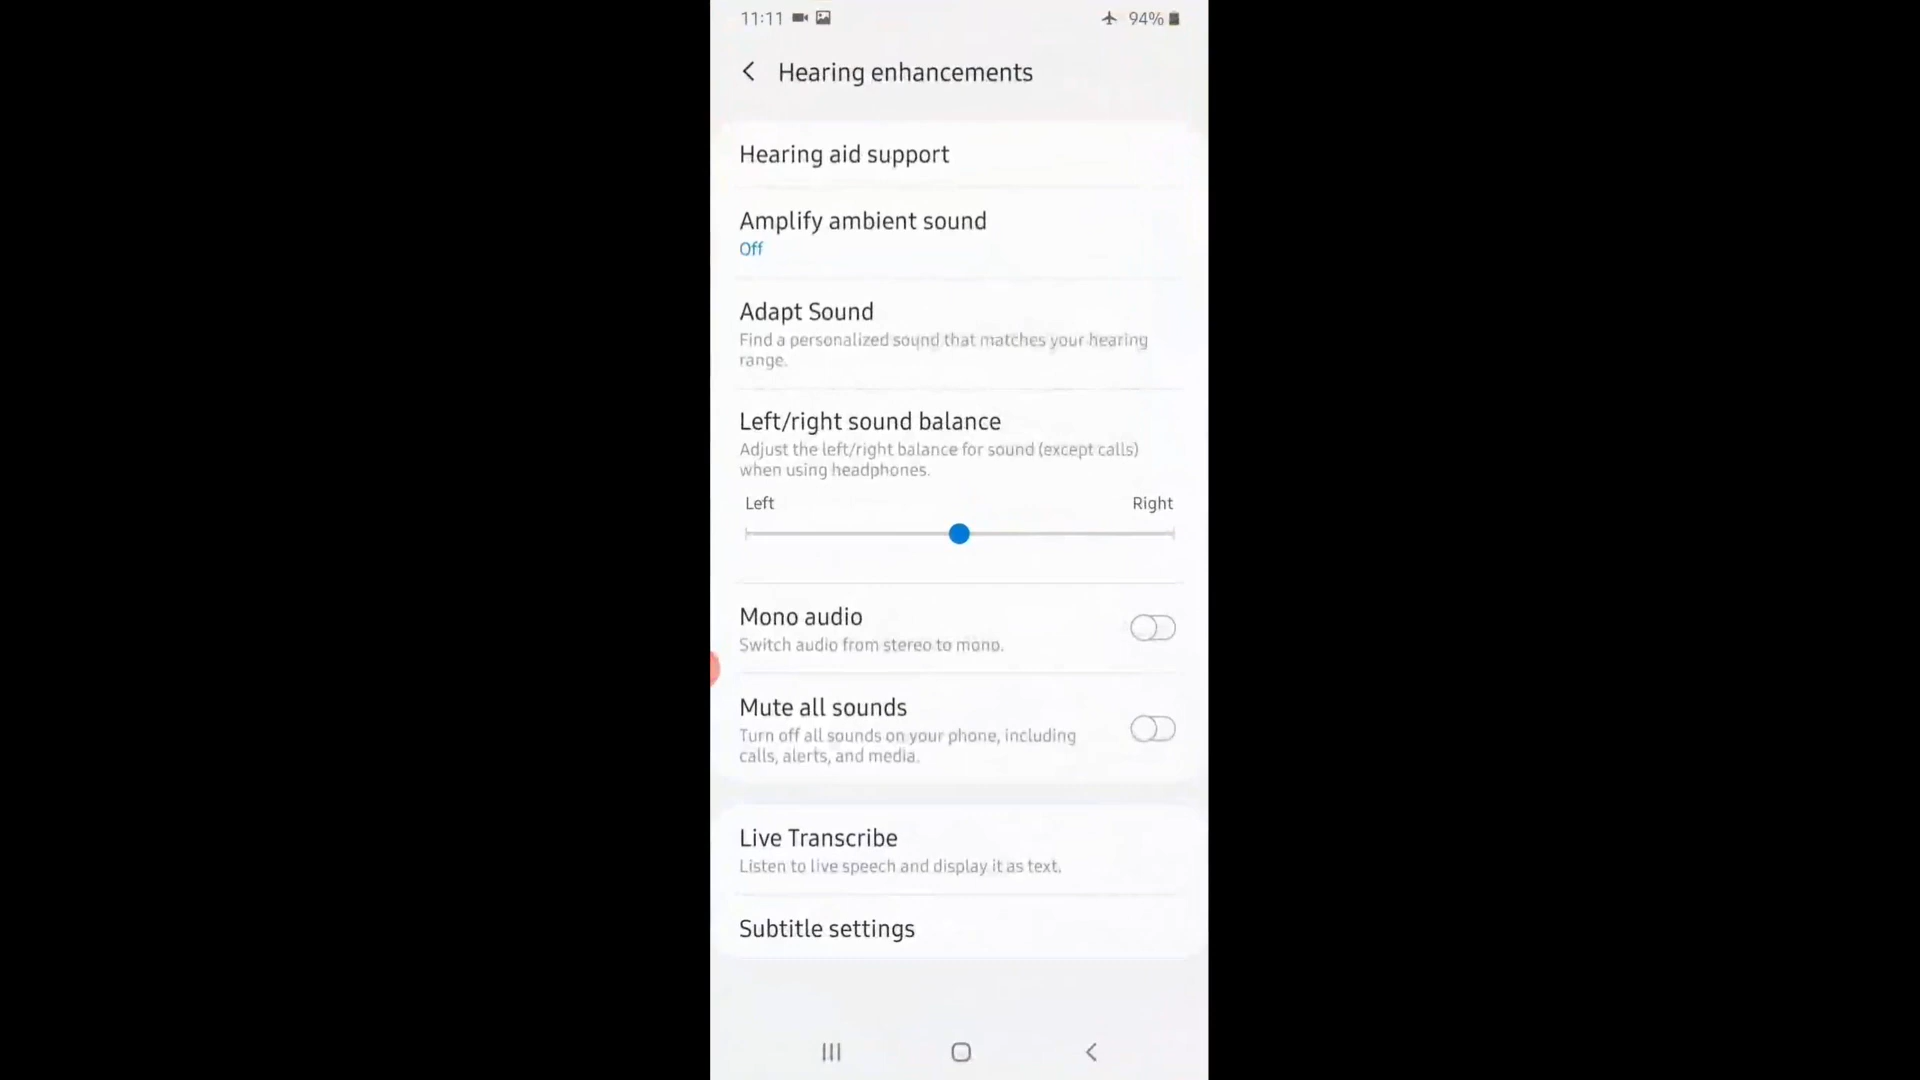 11:11 94%
Hearing enhancements
Hearing aid support
Amplify ambient sound
Off
Adapt Sound
Find a personalized sound that matches your hearing
range.
Left/right sound balance
Adjust the left/right balance for sound (except calls)
when using headphones.
Left Right
Mono audio
Switch audio from stereo to mono.
Mute all sounds
Turn off all sounds on your phone, including
calls, alerts, and media.
Live Transcribe
Listen to live speech and display it as text.
Subtitle settings